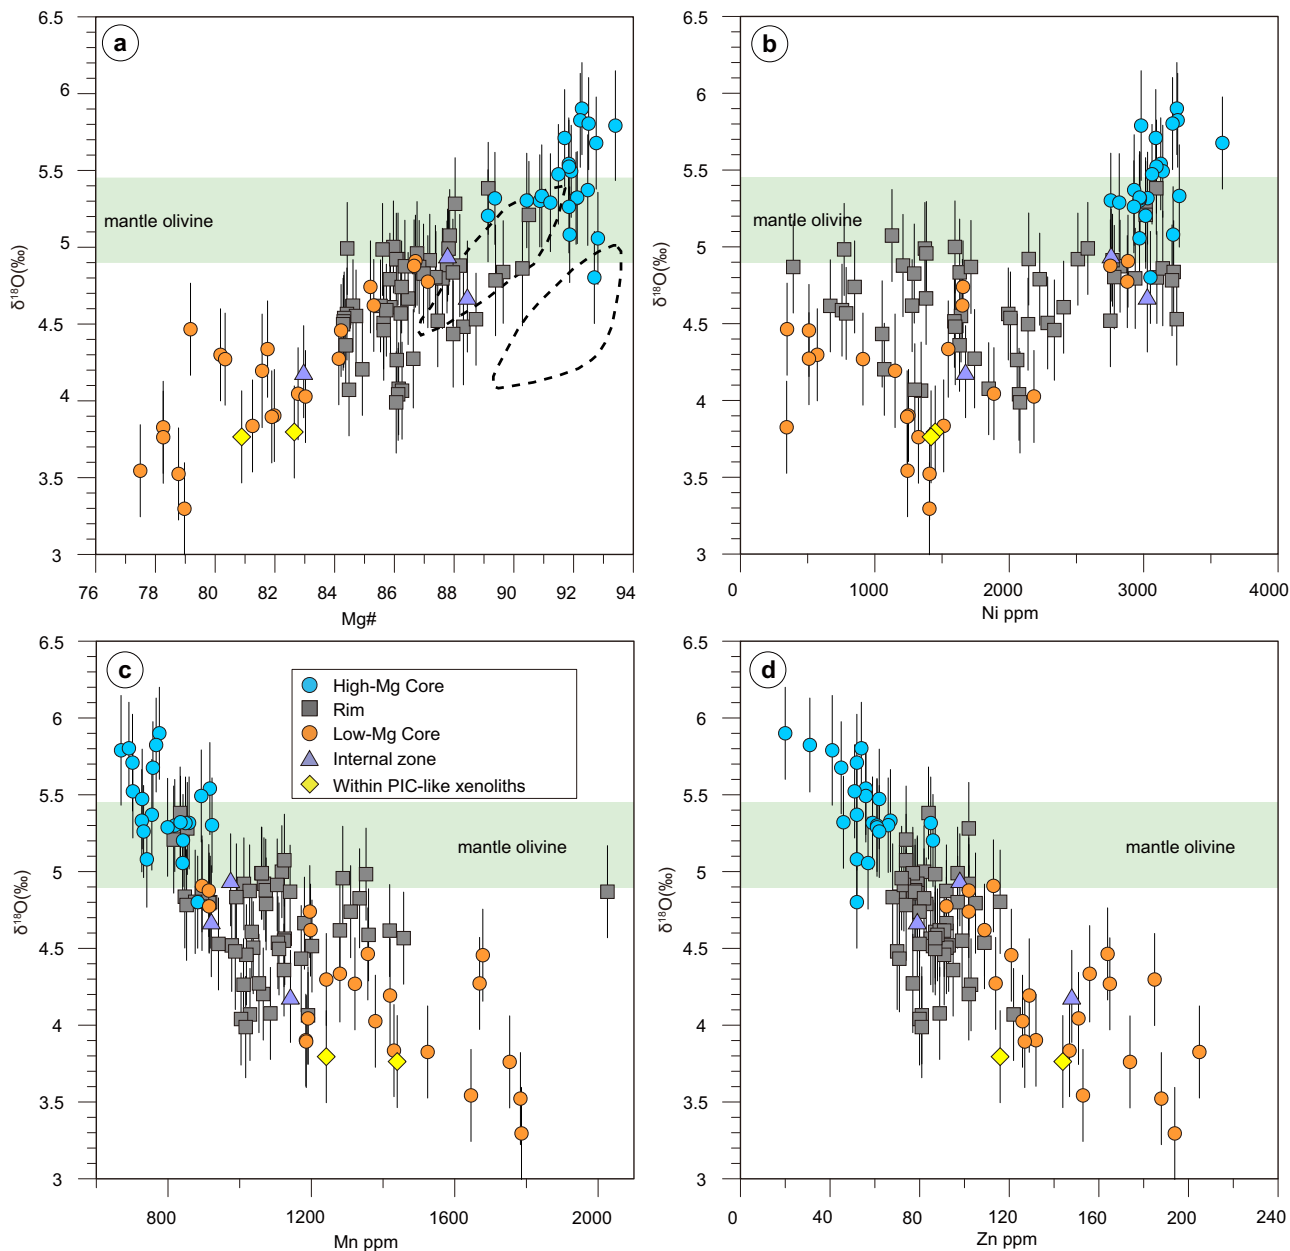 a
6.5
6
5.5
5
4.5
4
3.5
3
δ18O(‰)
mantle olivine
76 78 80 82 84 86 88 90 92 94
Mg#
b
6.5
6
5.5
5
4.5
4
3.5
3
δ18O(‰)
mantle olivine
0 1000 2000 3000 4000
Ni ppm
c
6.5
6
5.5
5
4.5
4
3.5
3
δ18O(‰)
High-Mg Core
Rim
Low-Mg Core
Internal zone
Within PIC-like xenoliths
mantle olivine
800 1200 1600 2000
Mn ppm
d
6.5
6
5.5
5
4.5
4
3.5
3
δ18O(‰)
mantle olivine
0 40 80 120 160 200 240
Zn ppm